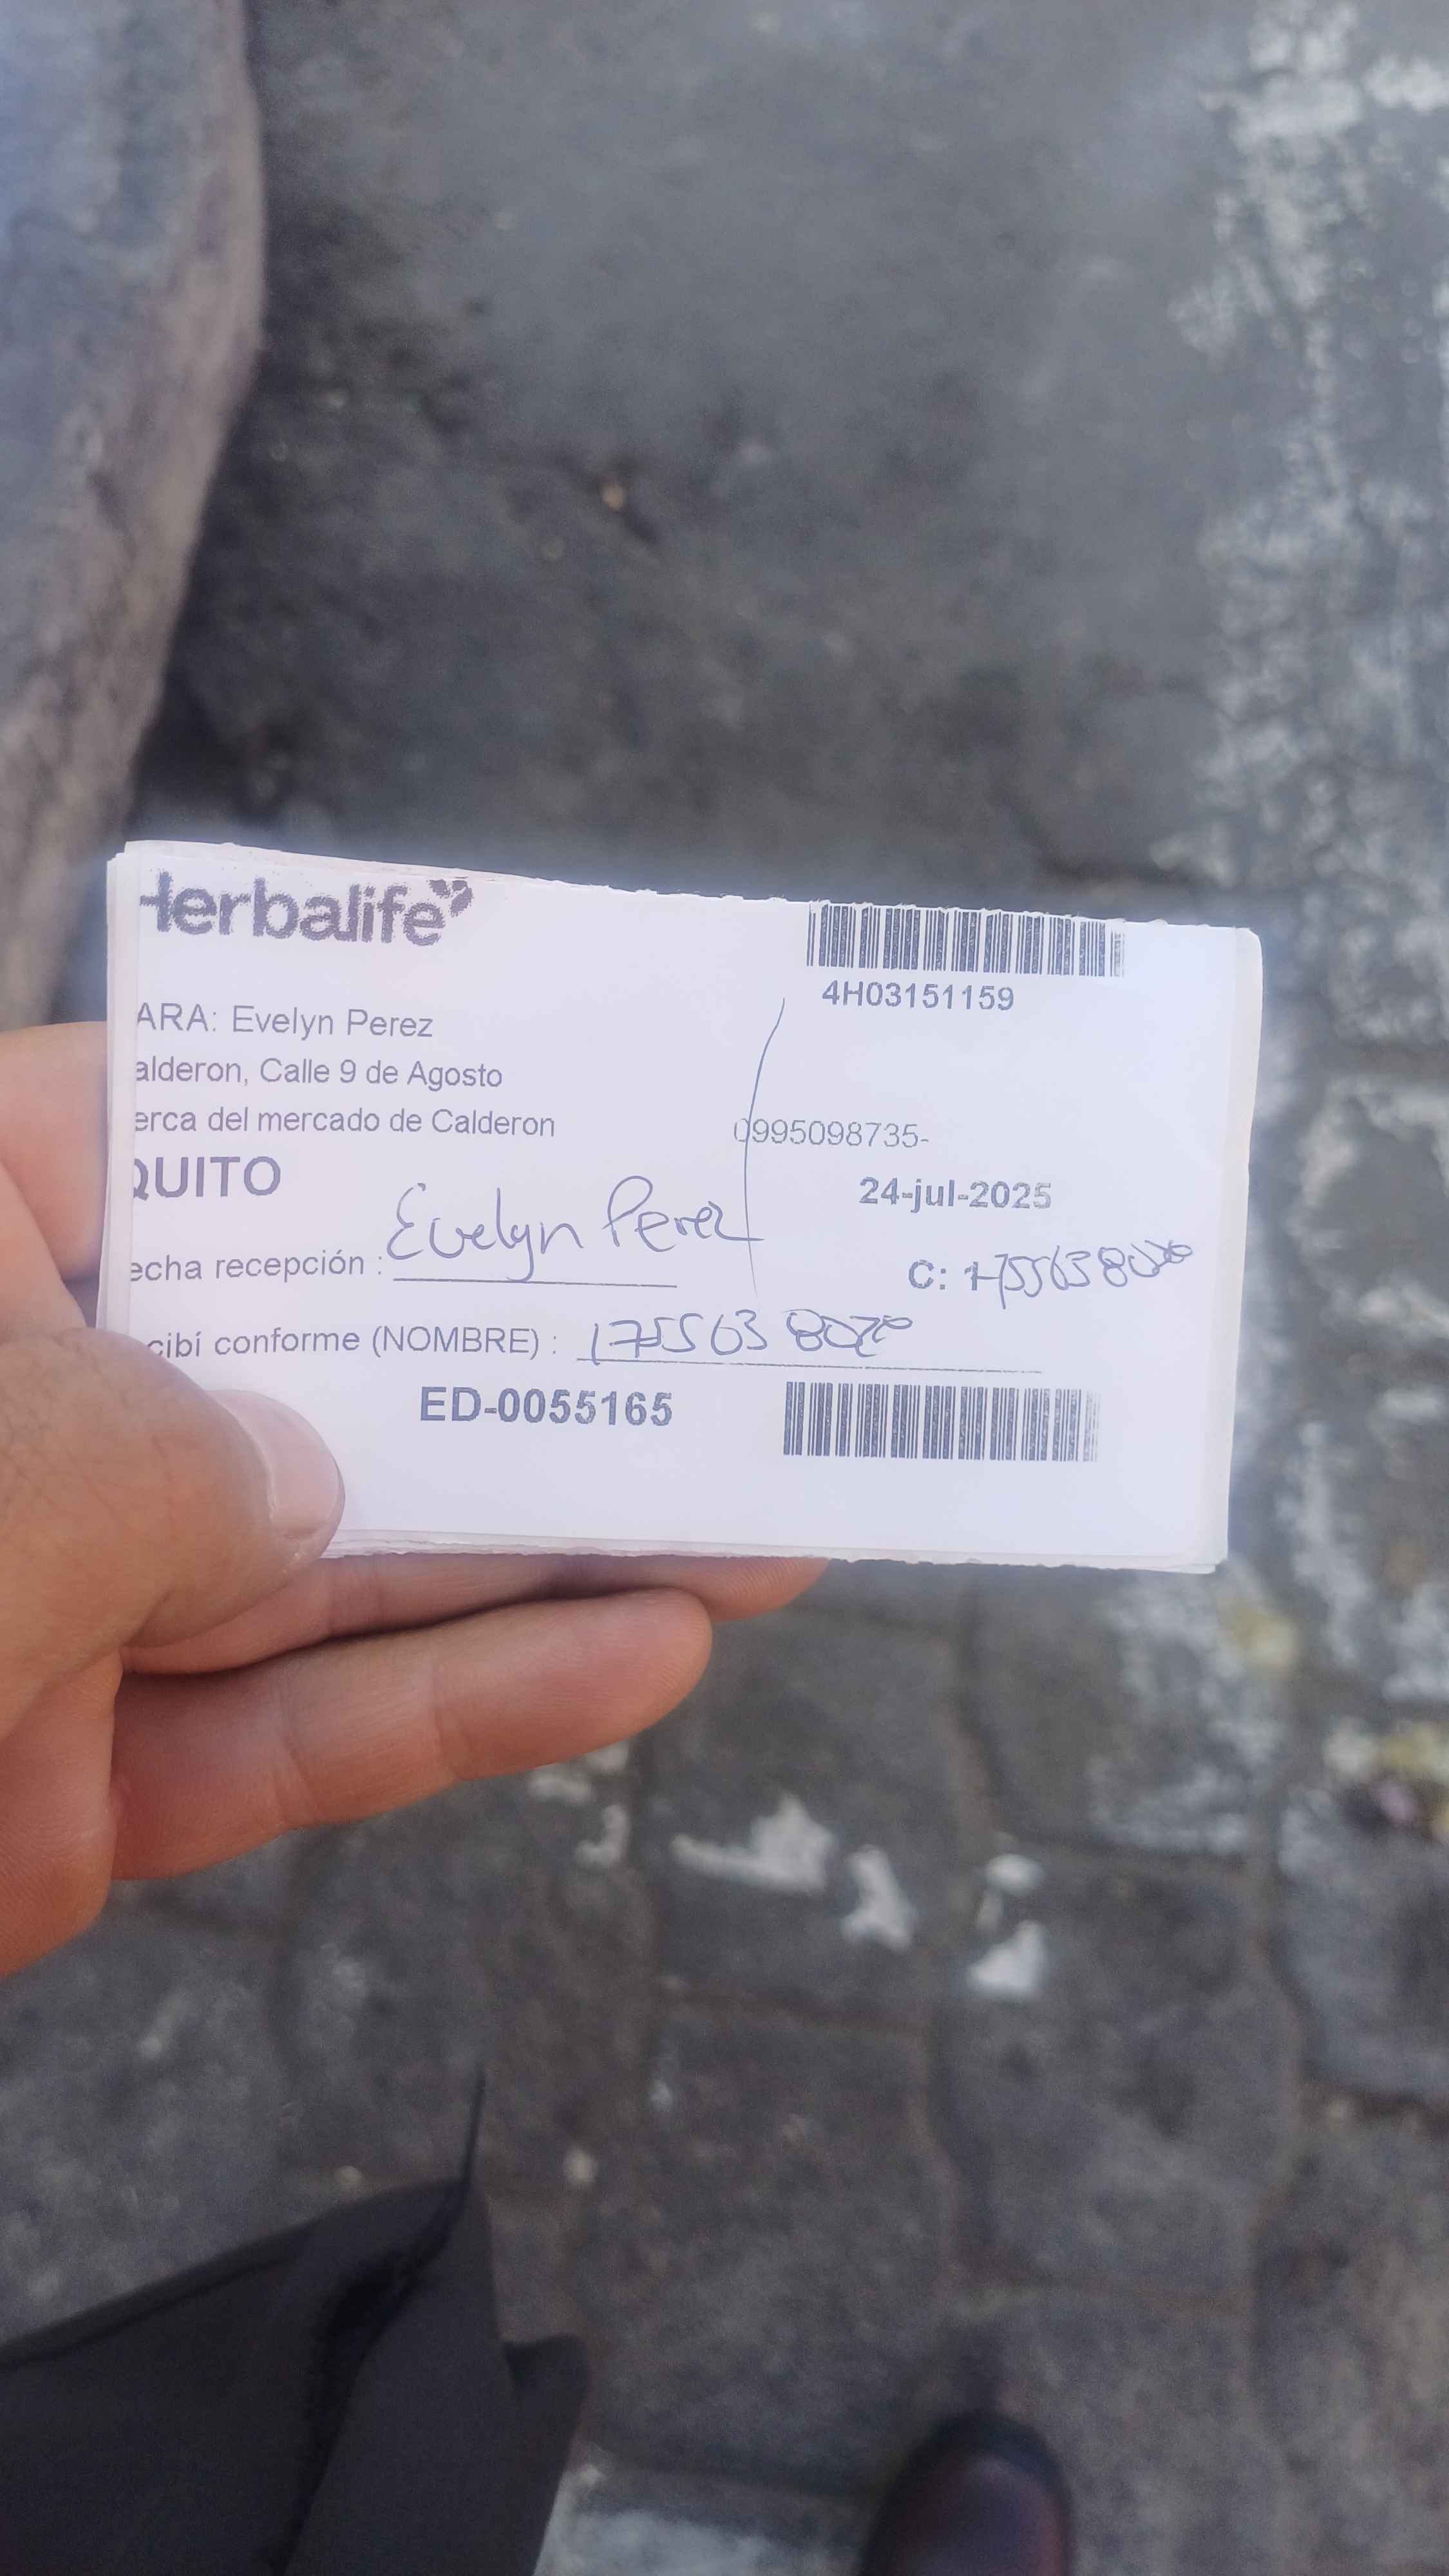 Herbalife
4H03151159
ARA: Evelyn Perez
alderon, Calle 9 de Agosto
erca del mercado de Calderon
0995098735-
QUITO
24-jul-2025
echa recepción : Evelyn Perez
C:
cibí conforme (NOMBRE) :
ED-0055165